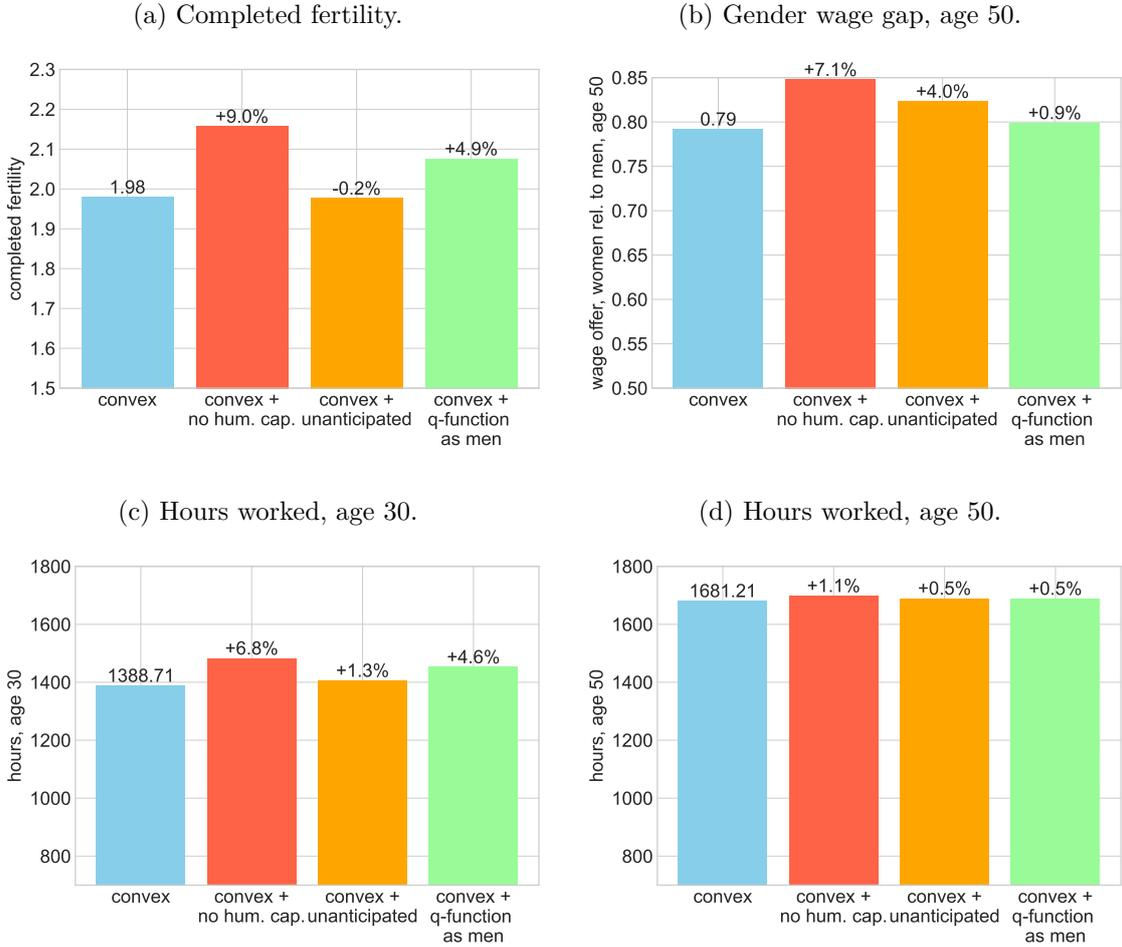 (a) Completed fertility.
completed fertility
2.3
2.2
2.1
2.0
1.9
1.8
1.7
1.6
1.5
1.98
+9.0%
-0.2%
+4.9%
convex
convex +
no hum. cap.
convex +
unanticipated
convex +
q-function
as men
(b) Gender wage gap, age 50.
wage offer, women rel. to men, age 50
0.85
0.80
0.75
0.70
0.65
0.60
0.55
0.50
0.79
+7.1%
+4.0%
+0.9%
convex
convex +
no hum. cap.
convex +
unanticipated
convex +
q-function
as men
(c) Hours worked, age 30.
hours, age 30
1800
1600
1400
1200
1000
800
1388.71
+6.8%
+1.3%
+4.6%
convex
convex +
no hum. cap.
convex +
unanticipated
convex +
q-function
as men
(d) Hours worked, age 50.
hours, age 50
1800
1600
1400
1200
1000
800
1681.21
+1.1%
+0.5%
+0.5%
convex
convex +
no hum. cap.
convex +
unanticipated
convex +
q-function
as men